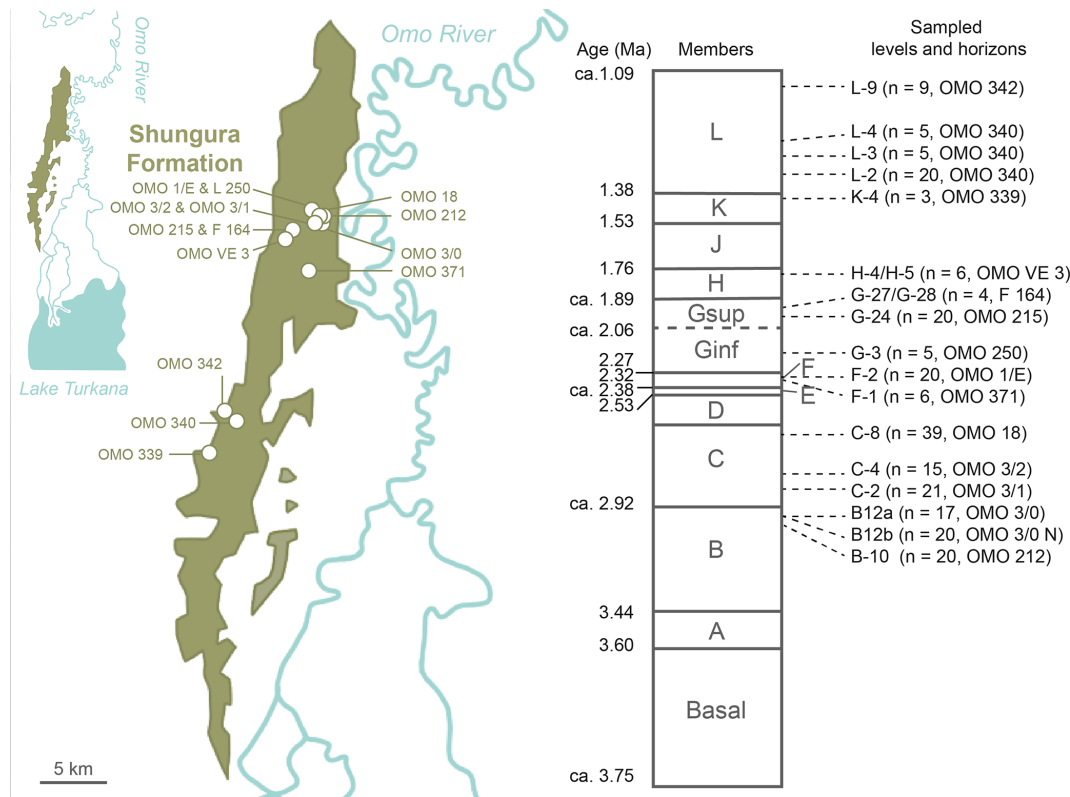 Omo River
Omo River
Lake Turkana
Shungura
Formation
OMO 1/E & L 250
OMO 3/2 & OMO 3/1
OMO 215 & F 164
OMO VE 3
OMO 18
OMO 212
OMO 3/0
OMO 371
OMO 342
OMO 340
OMO 339
5 km
Age (Ma)
ca.1.09
1.38
1.53
1.76
ca. 1.89
ca. 2.06
2.27
2.32
ca. 2.38
2.53
ca. 2.92
3.44
3.60
ca. 3.75
Members
L
K
J
H
Gsup
Ginf
F
E
D
C
B
A
Basal
Sampled
levels and horizons
L-9 (n = 9, OMO 342)
L-4 (n = 5, OMO 340)
L-3 (n = 5, OMO 340)
L-2 (n = 20, OMO 340)
K-4 (n = 3, OMO 339)
H-4/H-5 (n = 6, OMO VE 3)
G-27/G-28 (n = 4, F 164)
G-24 (n = 20, OMO 215)
G-3 (n = 5, OMO 250)
F-2 (n = 20, OMO 1/E)
F-1 (n = 6, OMO 371)
C-8 (n = 39, OMO 18)
C-4 (n = 15, OMO 3/2)
C-2 (n = 21, OMO 3/1)
B12a (n = 17, OMO 3/0)
B12b (n = 20, OMO 3/0 N)
B-10 (n = 20, OMO 212)